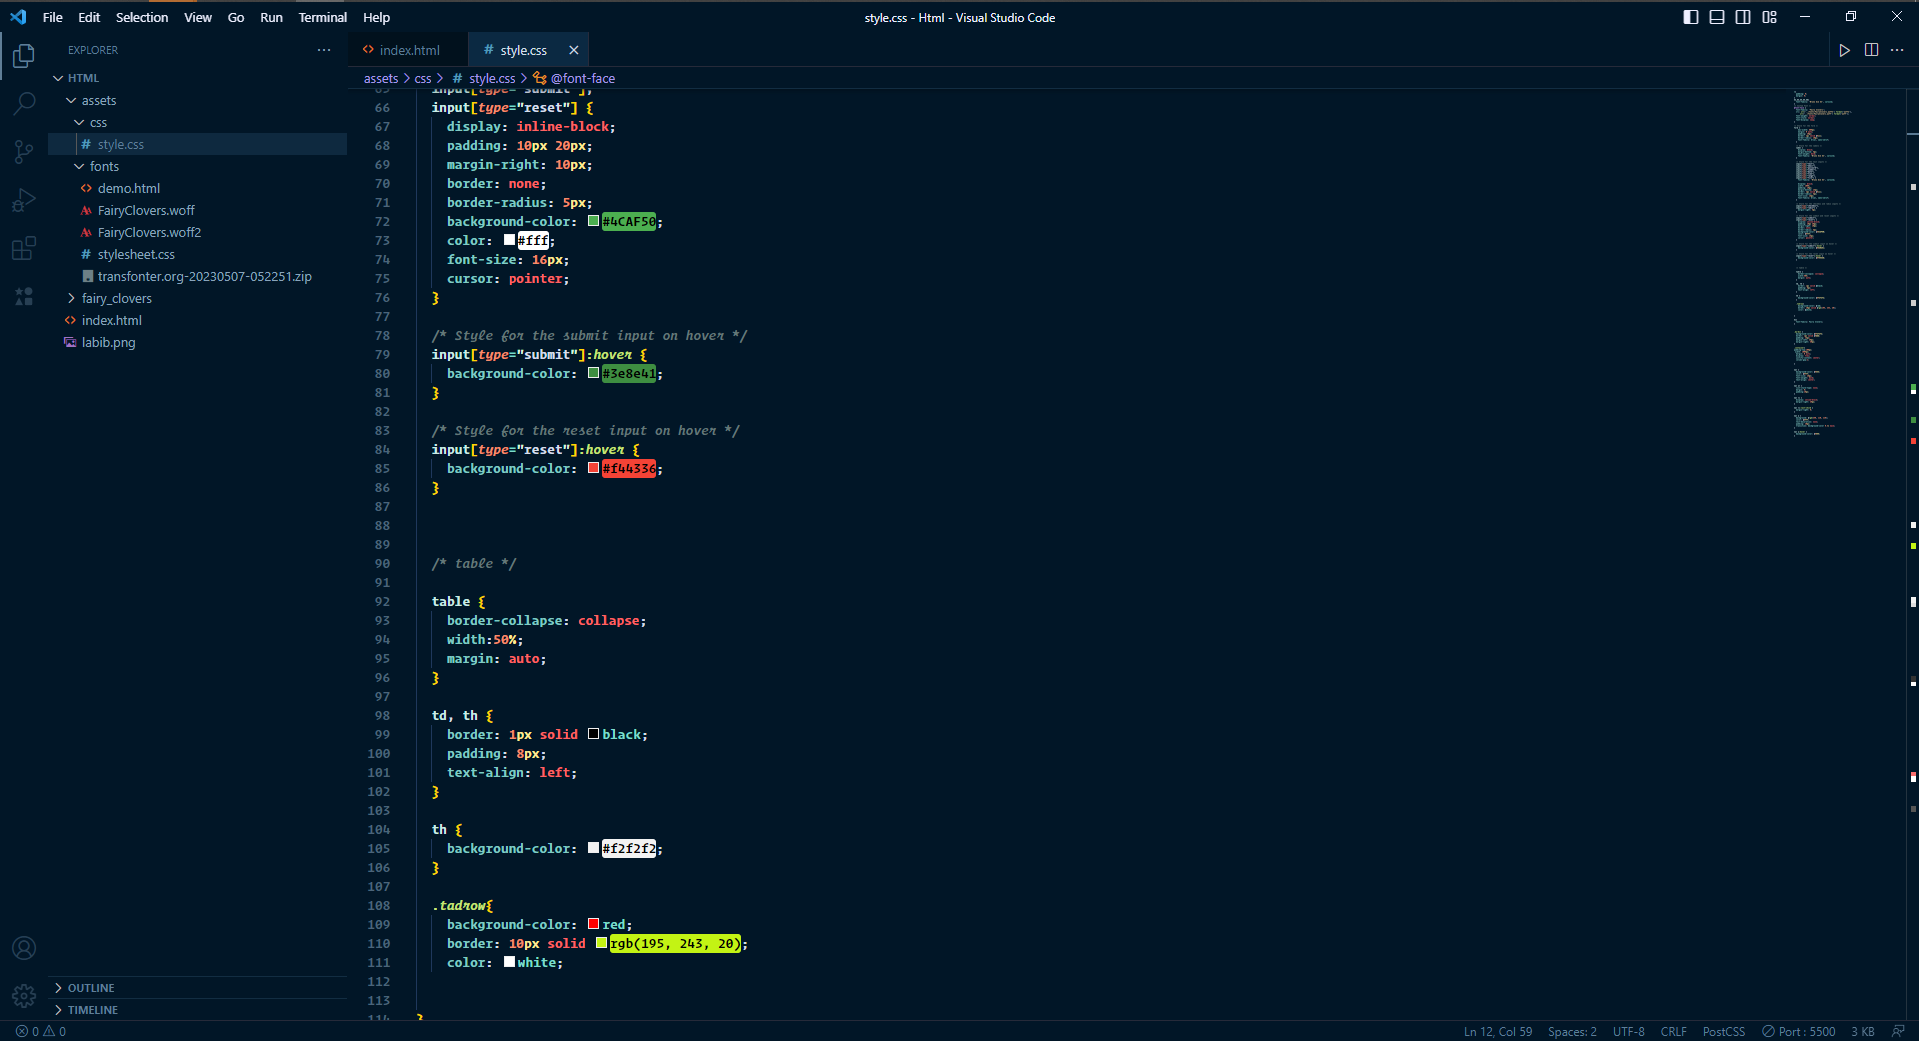 File Edit Selection View Go Run Terminal Help
style.css - Html - Visual Studio Code
EXPLORER
HTML
assets
css
# style.css
fonts
demo.html
FairyClovers.woff
FairyClovers.woff2
# stylesheet.css
transfonter.org-20230507-052251.zip
fairy_clovers
index.html
labib.png
OUTLINE
TIMELINE
index.html
# style.css
assets > css > # style.css > @font-face
65 input[type="submit"],
66 input[type="reset"] {
67 display: inline-block;
68 padding: 10px 20px;
69 margin-right: 10px;
70 border: none;
71 border-radius: 5px;
72 background-color: #4CAF50;
73 color: #fff;
74 font-size: 16px;
75 cursor: pointer;
76 }
77
78 /* Style for the submit input on hover */
79 input[type="submit"]:hover {
80 background-color: #3e8e41;
81 }
82
83 /* Style for the reset input on hover */
84 input[type="reset"]:hover {
85 background-color: #f44336;
86 }
87
88
89
90 /* table */
91
92 table {
93 border-collapse: collapse;
94 width:50%;
95 margin: auto;
96 }
97
98 td, th {
99 border: 1px solid black;
100 padding: 8px;
101 text-align: left;
102 }
103
104 th {
105 background-color: #f2f2f2;
106 }
107
108 .tadrow{
109 background-color: red;
110 border: 10px solid rgb(195, 243, 20);
111 color: white;
112
113
114 }
0 0
Ln 12, Col 59 Spaces: 2 UTF-8 CRLF PostCSS Port : 5500 3 KB